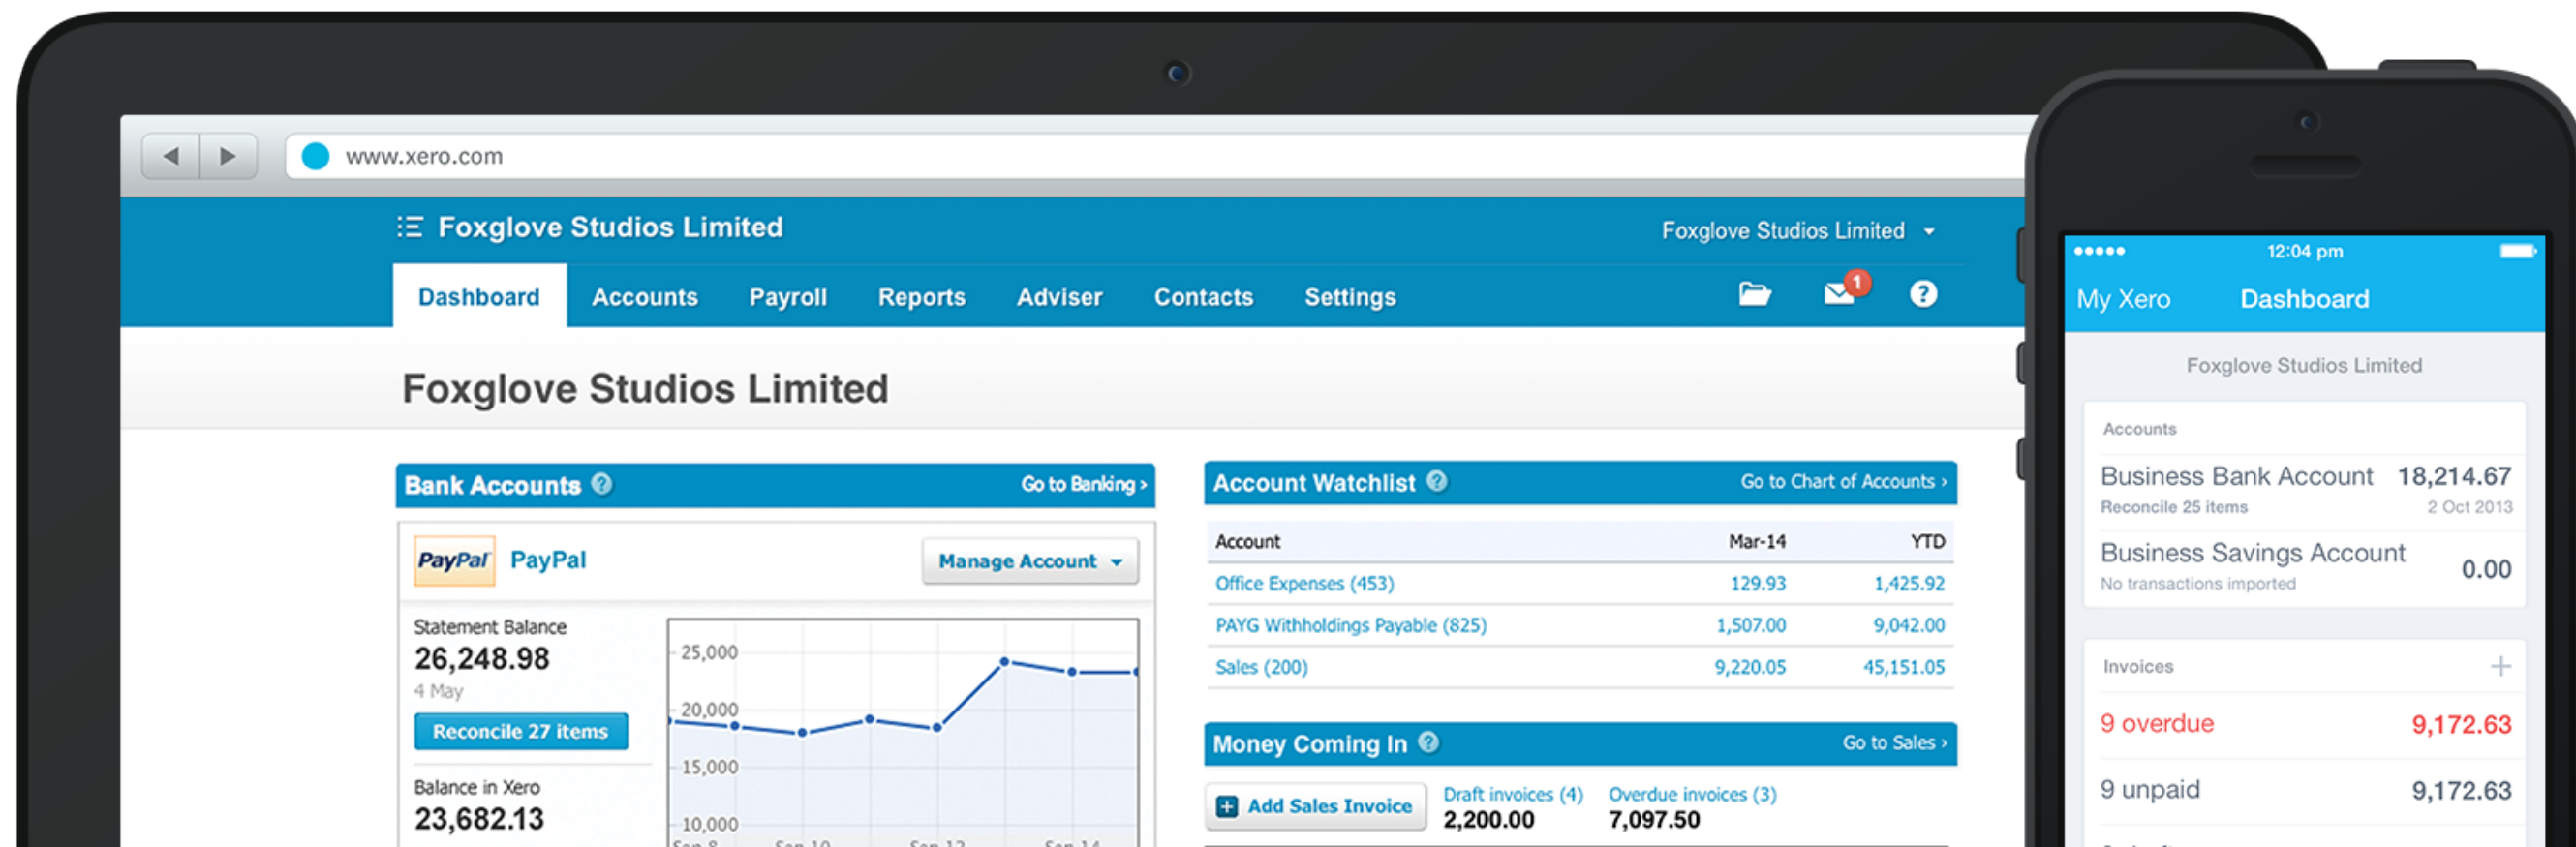 www.xero.com
Foxglove Studios Limited
Foxglove Studios Limited
Dashboard Accounts Payroll Reports Adviser Contacts Settings
1
?
Foxglove Studios Limited
Bank Accounts ? Go to Banking ›
PayPal PayPal
Manage Account
Statement Balance
26,248.98
4 May
Reconcile 27 items
Balance in Xero
23,682.13
25,000
20,000
15,000
10,000
Account Watchlist ? Go to Chart of Accounts ›
Account Mar-14 YTD
Office Expenses (453) 129.93 1,425.92
PAYG Withholdings Payable (825) 1,507.00 9,042.00
Sales (200) 9,220.05 45,151.05
Money Coming In ? Go to Sales ›
Add Sales Invoice
Draft invoices (4) Overdue invoices (3)
2,200.00 7,097.50
12:04 pm
My Xero Dashboard
Foxglove Studios Limited
Accounts
Business Bank Account 18,214.67
Reconcile 25 items 2 Oct 2013
Business Savings Account 0.00
No transactions imported
Invoices +
9 overdue 9,172.63
9 unpaid 9,172.63